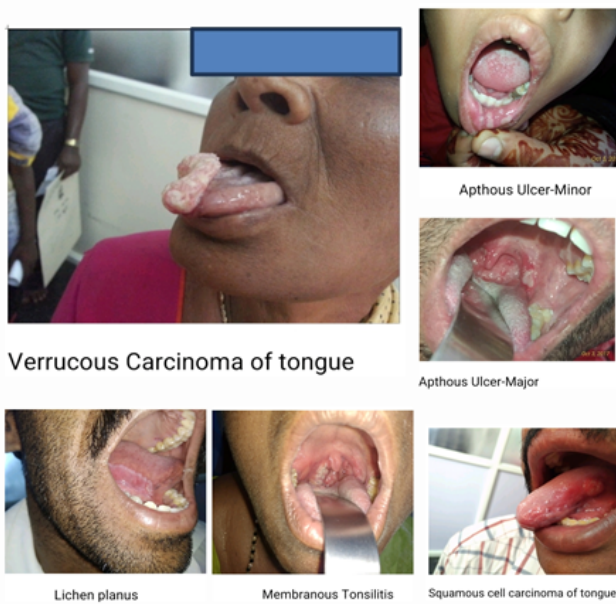 Verrucous Carcinoma of tongue
Apthous Ulcer-Minor
Apthous Ulcer-Major
Lichen planus
Membranous Tonsilitis
Squamous cell carcinoma of tongue